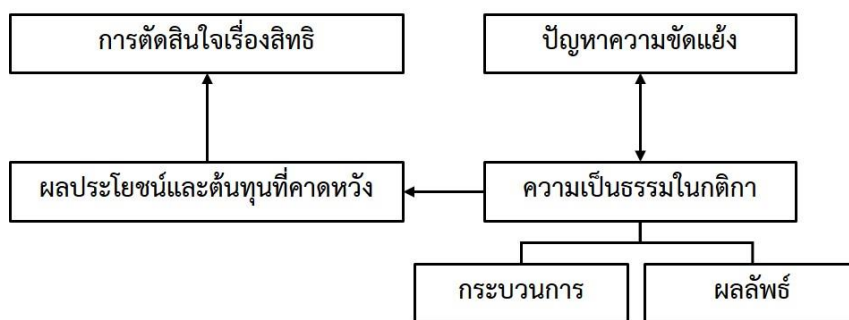 การตัดสินใจเรื่องสิทธิ
ปัญหาความขัดแย้ง
ผลประโยชน์และต้นทุนที่คาดหวัง
ความเป็นธรรมในกติกา
กระบวนการ
ผลลัพธ์